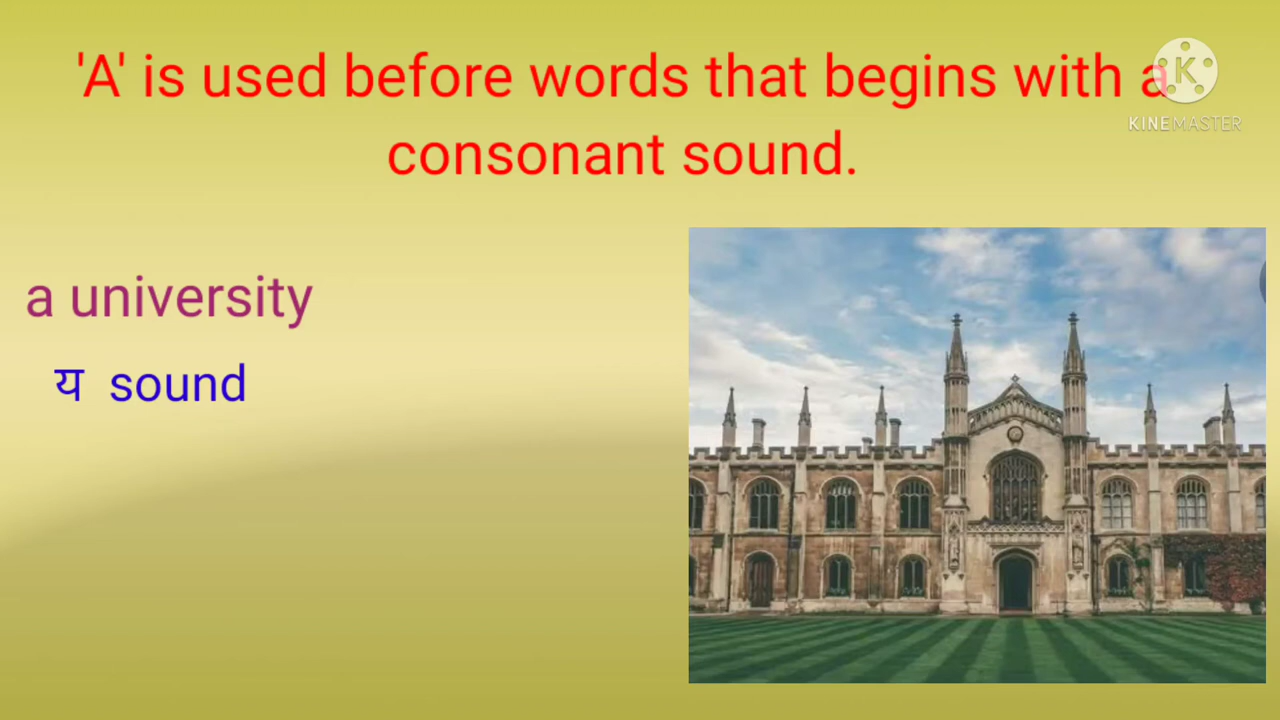 'A' is used before words that begins with a
consonant sound.
a university
य sound
K
KINEMASTER